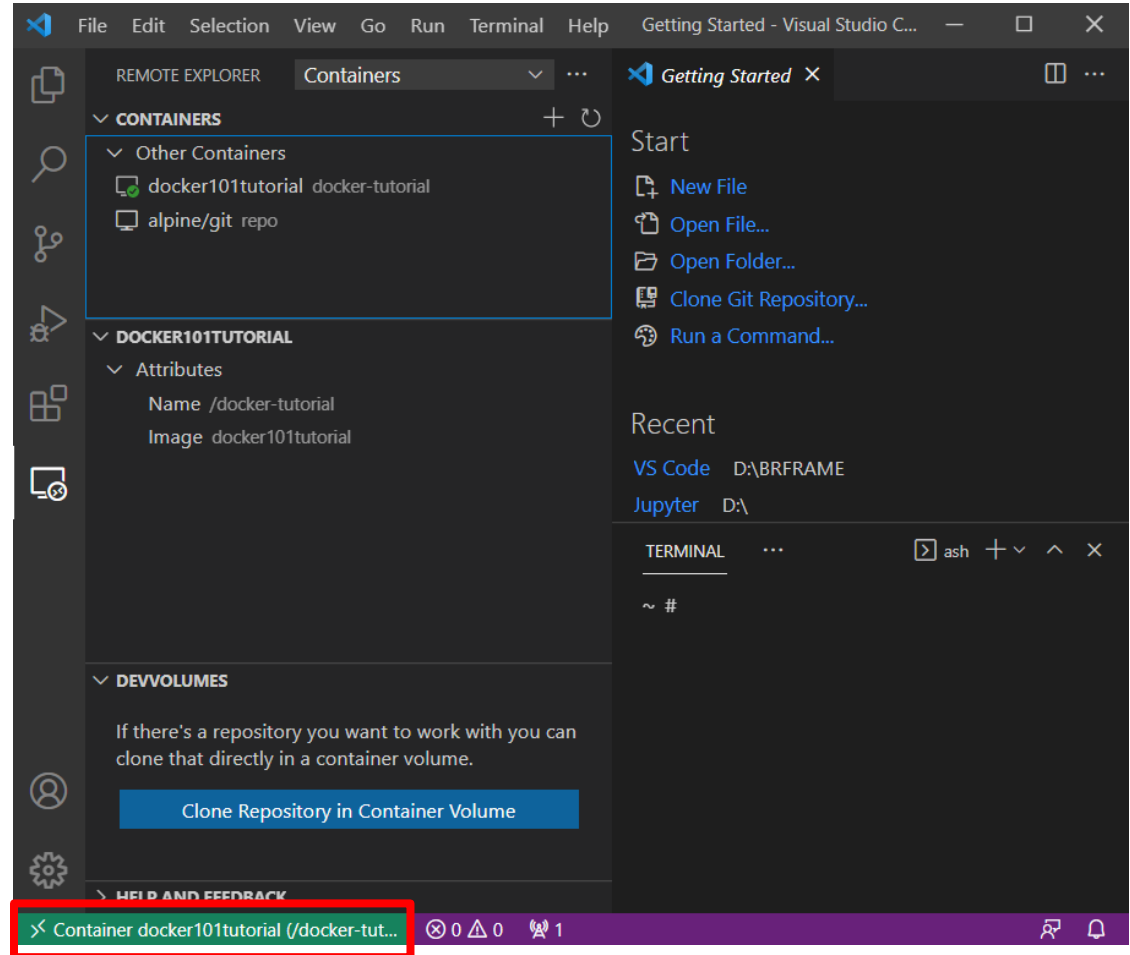 File Edit Selection View Go Run Terminal Help Getting Started - Visual Studio C...
REMOTE EXPLORER Containers
Getting Started
CONTAINERS
Other Containers
docker101tutorial docker-tutorial
alpine/git repo
DOCKER101TUTORIAL
Attributes
Name /docker-tutorial
Image docker101tutorial
DEVVOLUMES
If there's a repository you want to work with you can
clone that directly in a container volume.
Clone Repository in Container Volume
HELP AND FEEDBACK
Start
New File
Open File...
Open Folder...
Clone Git Repository...
Run a Command...
Recent
VS Code D:\BRFRAME
Jupyter D:\
TERMINAL ... ash
~ #
Container docker101tutorial (/docker-tut... 0 0 1